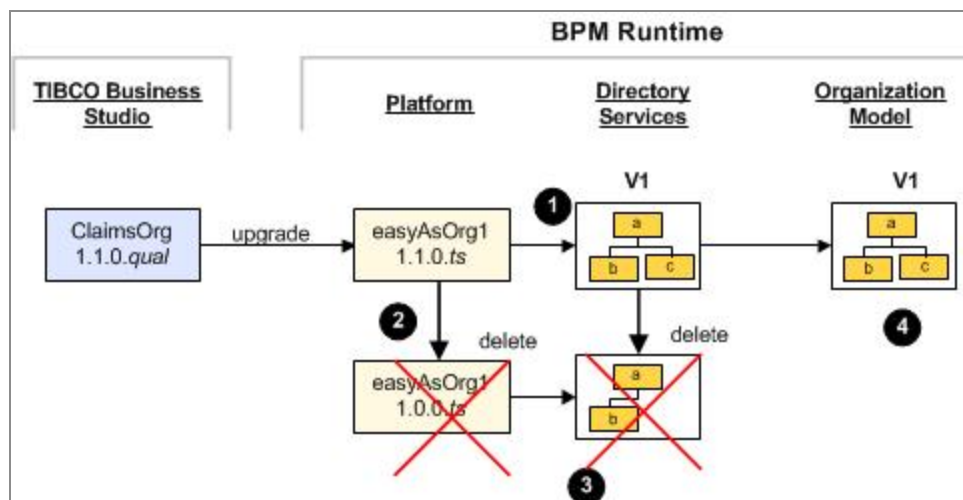 BPM Runtime
TIBCO Business
Studio
Platform
Directory
Services
Organization
Model
V1
V1
1
a
b
c
a
b
c
ClaimsOrg
1.1.0.qual
upgrade
easyAsOrg1
1.1.0.ts
2
delete
delete
4
easyAsOrg1
1.0.0.ts
a
b
3